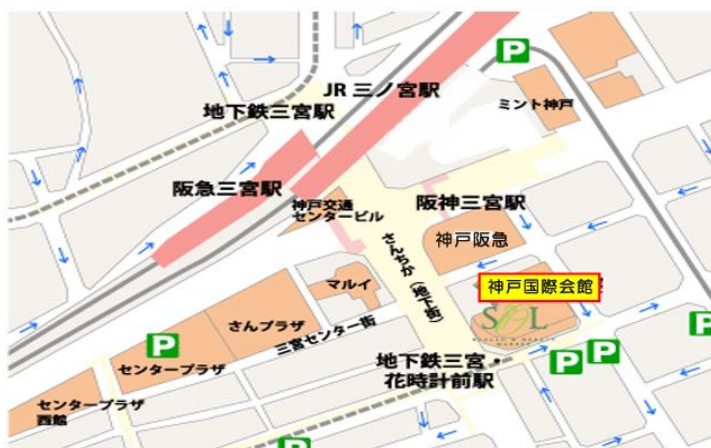 P
JR 三ノ宮駅
地下鉄三宮駅
ミント神戸
阪急三宮駅
神戸交通
センタービル
阪神三宮駅
神戸阪急
さんちか（地下街）
マルイ
神戸国際会館
SOL
さんプラザ
三宮センター街
P
センタープラザ
地下鉄三宮・
花時計前駅
P
P
P
センタープラザ
西館
P